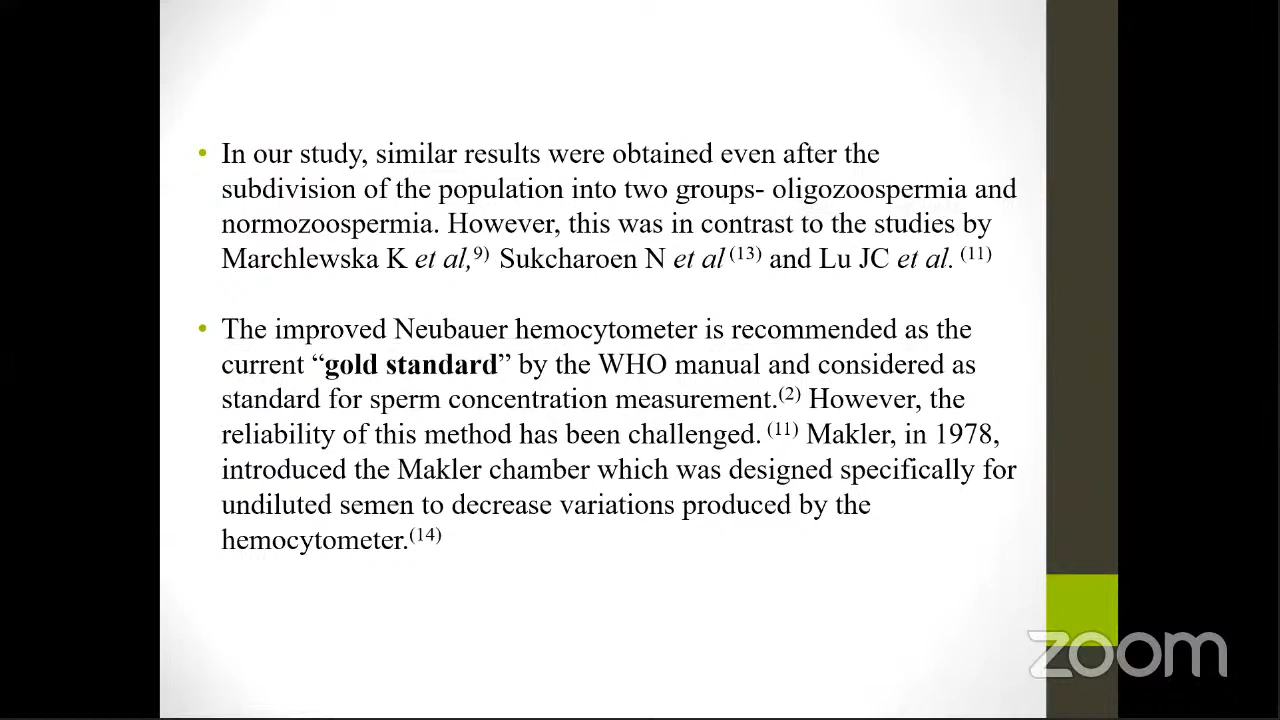 • In our study, similar results were obtained even after the
subdivision of the population into two groups- oligozoospermia and
normozoospermia. However, this was in contrast to the studies by
Marchlewska K et al,9) Sukcharoen N et al (13) and Lu JC et al. (11)
• The improved Neubauer hemocytometer is recommended as the
current “gold standard” by the WHO manual and considered as
standard for sperm concentration measurement.(2) However, the
reliability of this method has been challenged. (11) Makler, in 1978,
introduced the Makler chamber which was designed specifically for
undiluted semen to decrease variations produced by the
hemocytometer.(14)
zoom